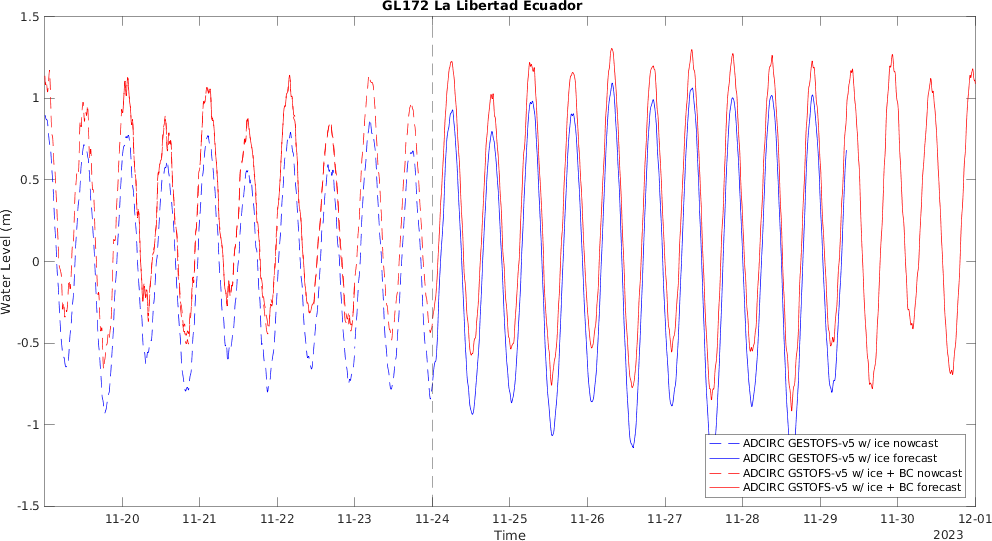 GL172 La Libertad Ecuador
1.5
1
0.5
0
-0.5
-1
-1.5
Water Level (m)
ADCIRC GESTOFS-v5 w/ ice nowcast
ADCIRC GESTOFS-v5 w/ ice forecast
ADCIRC GSTOFS-v5 w/ ice + BC nowcast
ADCIRC GSTOFS-v5 w/ ice + BC forecast
11-20 11-21 11-22 11-23 11-24 11-25 11-26 11-27 11-28 11-29 11-30 12-01
Time
2023